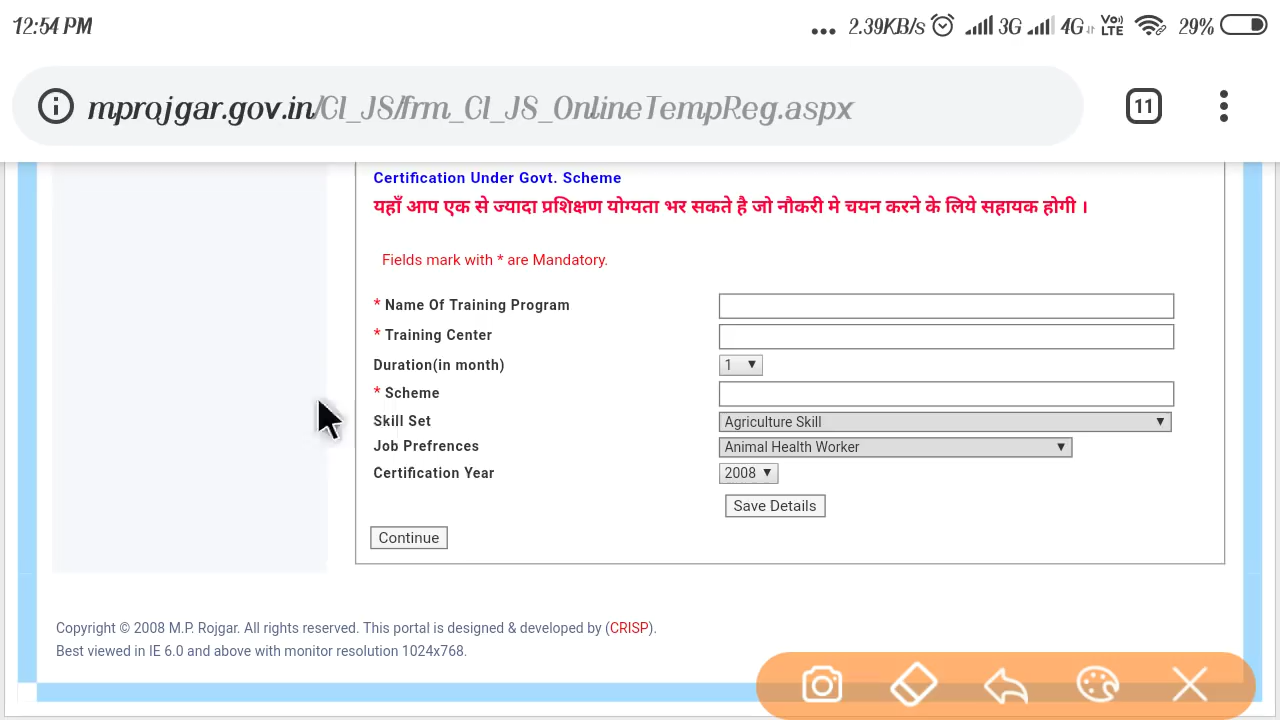 12:54 PM
... 2.39KB/s 3G 4G Vo)) LTE 29%
mprojgar.gov.in/CI_JS/frm_CI_JS_OnlineTempReg.aspx
11
Certification Under Govt. Scheme
यहाँ आप एक से ज्यादा प्रशिक्षण योग्यता भर सकते है जो नौकरी मे चयन करने के लिये सहायक होगी ।
Fields mark with * are Mandatory.
* Name Of Training Program
* Training Center
Duration(in month) 1
* Scheme
Skill Set Agriculture Skill
Job Prefrences Animal Health Worker
Certification Year 2008
Save Details
Continue
Copyright © 2008 M.P. Rojgar. All rights reserved. This portal is designed & developed by (CRISP).
Best viewed in IE 6.0 and above with monitor resolution 1024x768.